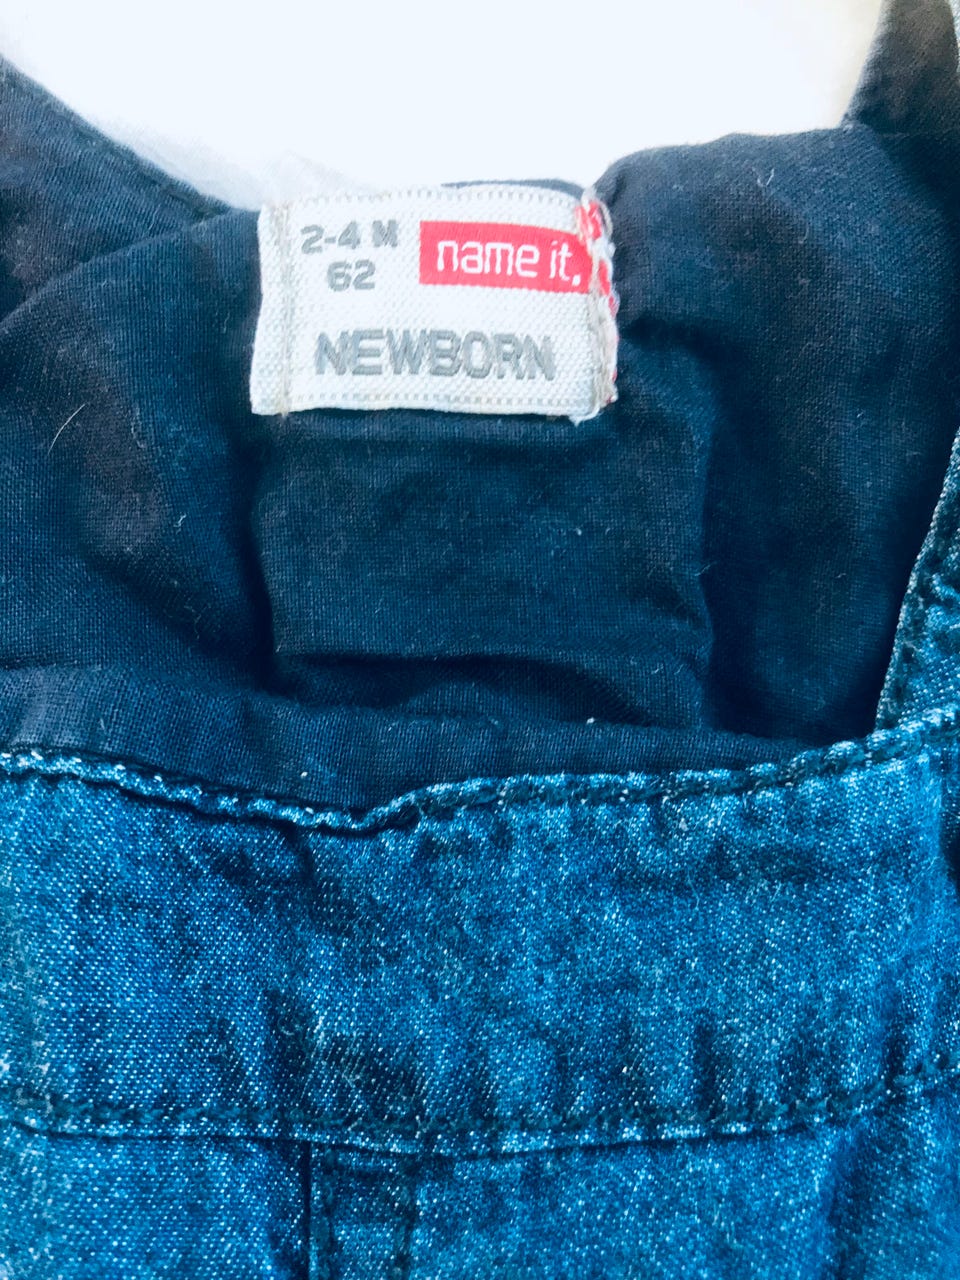 2-4 M
62
name it.
NEWBORN